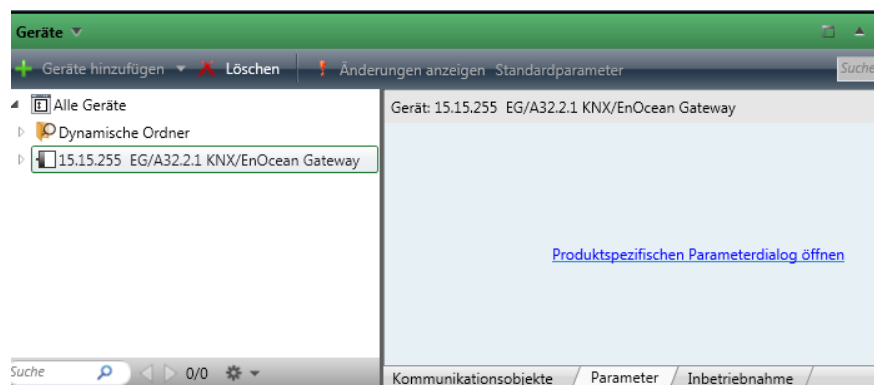 Geräte
Geräte hinzufügen Löschen Änderungen anzeigen Standardparameter Suche
Alle Geräte
Dynamische Ordner
15.15.255 EG/A32.2.1 KNX/EnOcean Gateway
Gerät: 15.15.255 EG/A32.2.1 KNX/EnOcean Gateway
Produktspezifischen Parameterdialog öffnen
Suche 0/0
Kommunikationsobjekte Parameter Inbetriebnahme